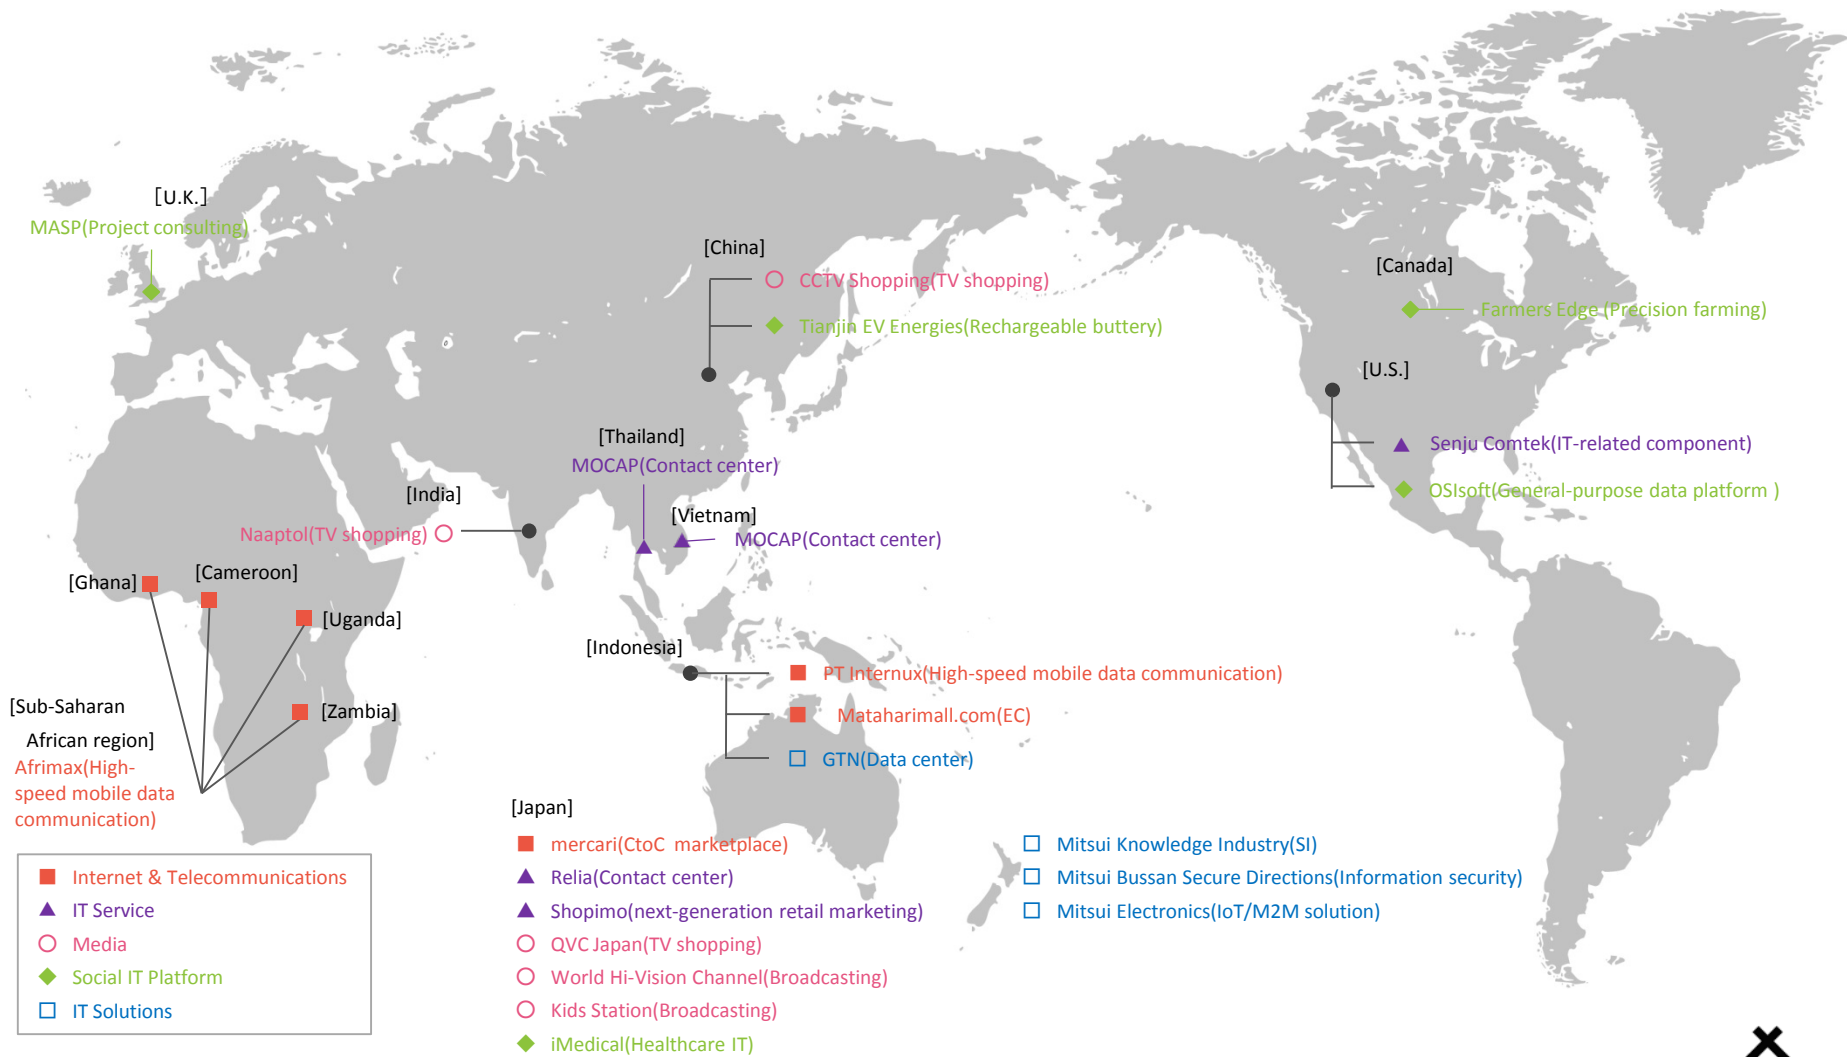 [U.K.]
MASP(Project consulting)
[China]
CCTV Shopping(TV shopping)
Tianjin EV Energies(Rechargeable buttery)
[Canada]
Farmers Edge (Precision farming)
[U.S.]
Senju Comtek(IT-related component)
OSIsoft(General-purpose data platform )
[Thailand]
MOCAP(Contact center)
[India]
Naaptol(TV shopping)
[Vietnam]
MOCAP(Contact center)
[Ghana]
[Cameroon]
[Uganda]
[Zambia]
[Sub-Saharan
African region]
Afrimax(High-
speed mobile data
communication)
[Indonesia]
PT Internux(High-speed mobile data communication)
Mataharimall.com(EC)
GTN(Data center)
[Japan]
mercari(CtoC marketplace)
Relia(Contact center)
Shopimo(next-generation retail marketing)
QVC Japan(TV shopping)
World Hi-Vision Channel(Broadcasting)
Kids Station(Broadcasting)
iMedical(Healthcare IT)
Mitsui Knowledge Industry(SI)
Mitsui Bussan Secure Directions(Information security)
Mitsui Electronics(IoT/M2M solution)
Internet & Telecommunications
IT Service
Media
Social IT Platform
IT Solutions